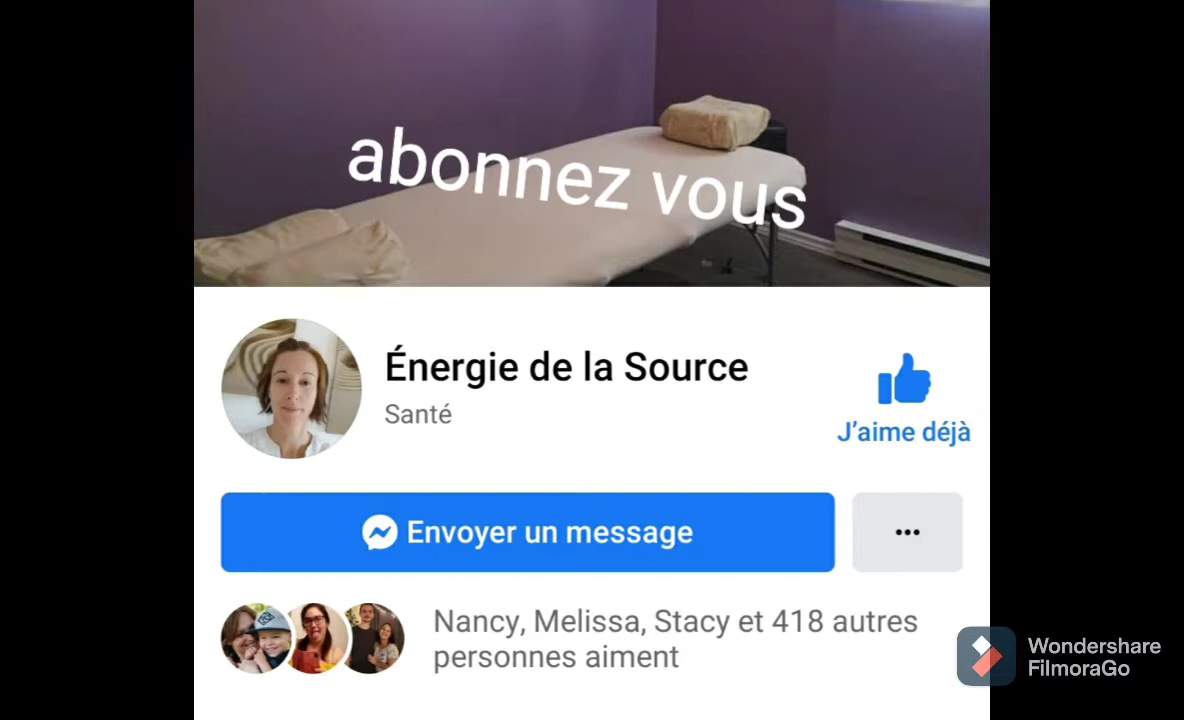 abonnez vous
Énergie de la Source
Santé
J'aime déjà
Envoyer un message
Nancy, Melissa, Stacy et 418 autres
personnes aiment
Wondershare
FilmoraGo